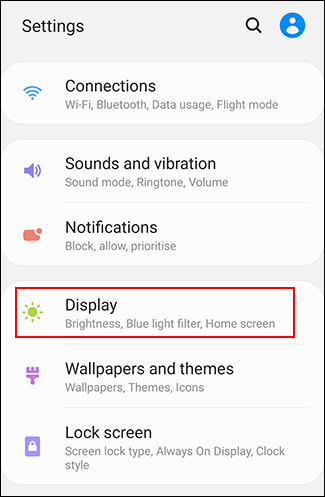 Settings
Connections
Wi-Fi, Bluetooth, Data usage, Flight mode
Sounds and vibration
Sound mode, Ringtone, Volume
Notifications
Block, allow, prioritise
Display
Brightness, Blue light filter, Home screen
Wallpapers and themes
Wallpapers, Themes, Icons
Lock screen
Screen lock type, Always On Display, Clock
style